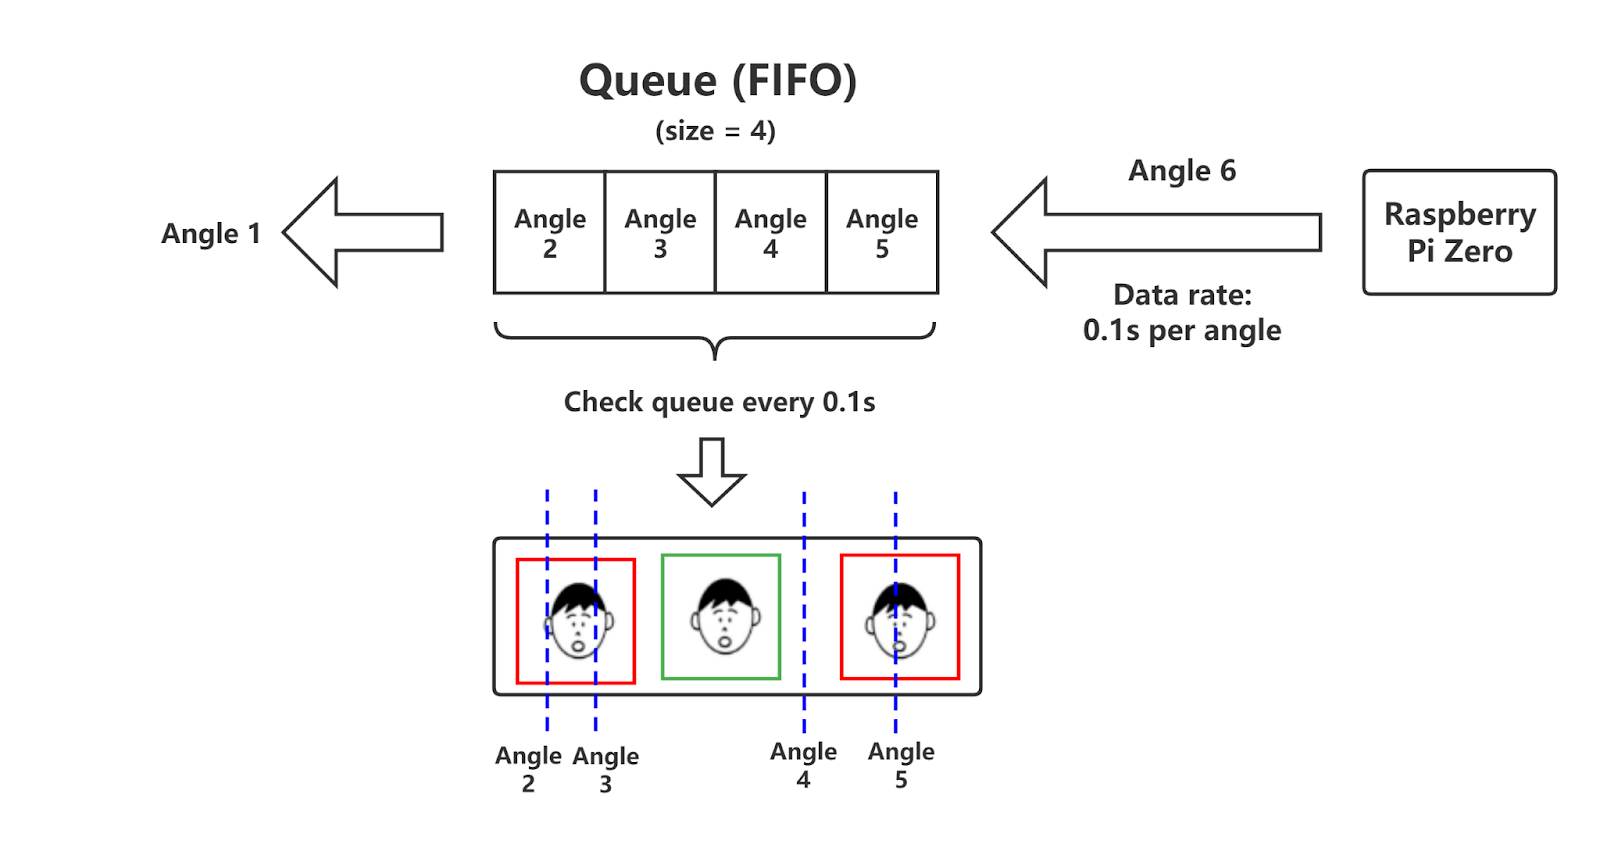 Queue (FIFO)
(size = 4)
Angle 6
Angle 1
Angle
2
Angle
3
Angle
4
Angle
5
Raspberry
Pi Zero
Data rate:
0.1s per angle
Check queue every 0.1s
Angle
2
Angle
3
Angle
4
Angle
5